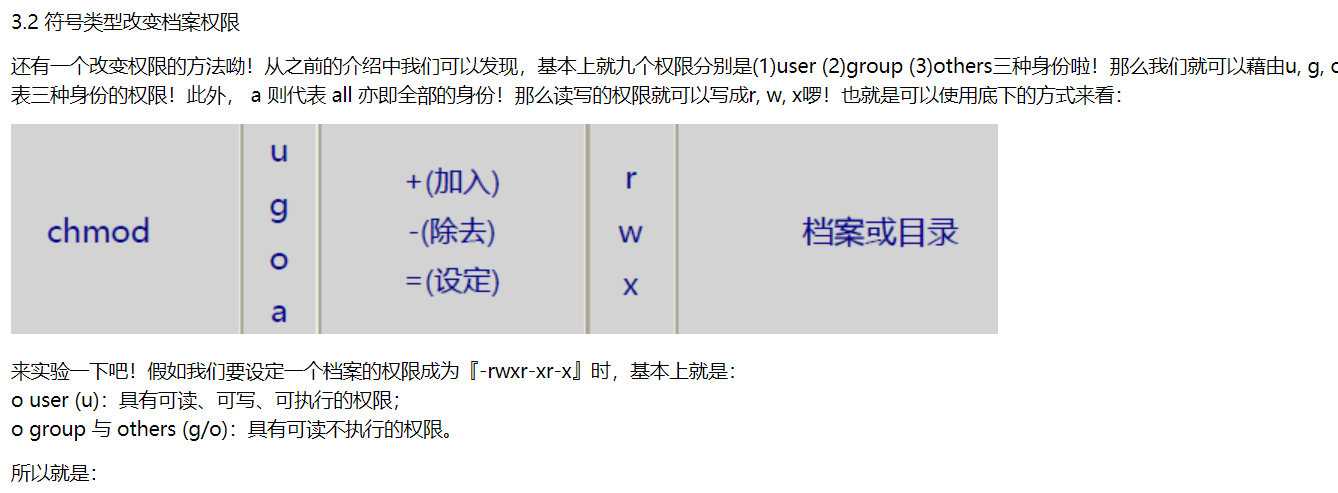 3.2 符号类型改变档案权限
还有一个改变权限的方法呦！从之前的介绍中我们可以发现，基本上就九个权限分别是(1)user (2)group (3)others三种身份啦！那么我们就可以藉由u, g,
表三种身份的权限！此外， a 则代表 all 亦即全部的身份！那么读写的权限就可以写成r, w, x啰！也就是可以使用底下的方式来看：
chmod
u
g
o
a
+(加入)
-(除去)
=(设定)
r
w
x
档案或目录
来实验一下吧！假如我们要设定一个档案的权限成为『-rwxr-xr-x』时，基本上就是：
o user (u)：具有可读、可写、可执行的权限；
o group 与 others (g/o)：具有可读不执行的权限。
所以就是：